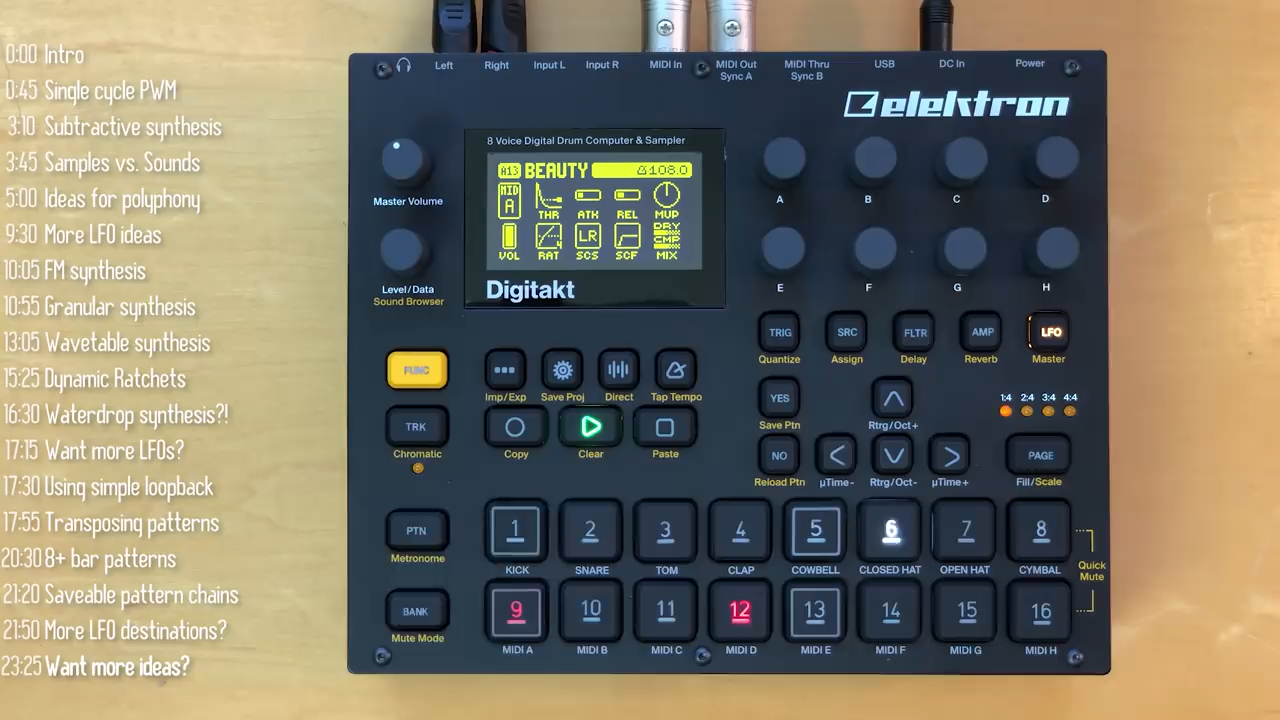 0:00 Intro
0:45 Single cycle PWM
3:10 Subtractive synthesis
3:45 Samples vs. Sounds
5:00 Ideas for polyphony
9:30 More LFO ideas
10:05 FM synthesis
10:55 Granular synthesis
13:05 Wavetable synthesis
15:25 Dynamic Ratchets
16:30 Waterdrop synthesis?!
17:15 Want more LFOs?
17:30 Using simple loopback
17:55 Transposing patterns
20:30 8+ bar patterns
21:20 Saveable pattern chains
21:50 More LFO destinations?
23:25 Want more ideas?
Left Right Input L Input R MIDI In MIDI Out MIDI Thru USB DC In Power
Sync A Sync B
elektron
8 Voice Digital Drum Computer & Sampler
A13 BEAUTY 108.0
MID
A
THR ATK REL MUP
LR
DRY
CMP
VOL RAT SCS SCF MIX
Digitakt
Master Volume
Level/Data
Sound Browser
A B C D
E F G H
TRIG SRC FLTR AMP LFO
Quantize Assign Delay Reverb Master
FUNC
Imp/Exp Save Proj Direct Tap Tempo
YES
Save Ptn Rtrg/Oct+
1:4 2:4 3:4 4:4
TRK
Chromatic
Copy Clear Paste
NO PAGE
Reload Ptn µTime- Rtrg/Oct- µTime+ Fill/Scale
PTN
Metronome
1 2 3 4 5 6 7 8
KICK SNARE TOM CLAP COWBELL CLOSED HAT OPEN HAT CYMBAL
Quick
Mute
BANK
Mute Mode
9 10 11 12 13 14 15 16
MIDI A MIDI B MIDI C MIDI D MIDI E MIDI F MIDI G MIDI H